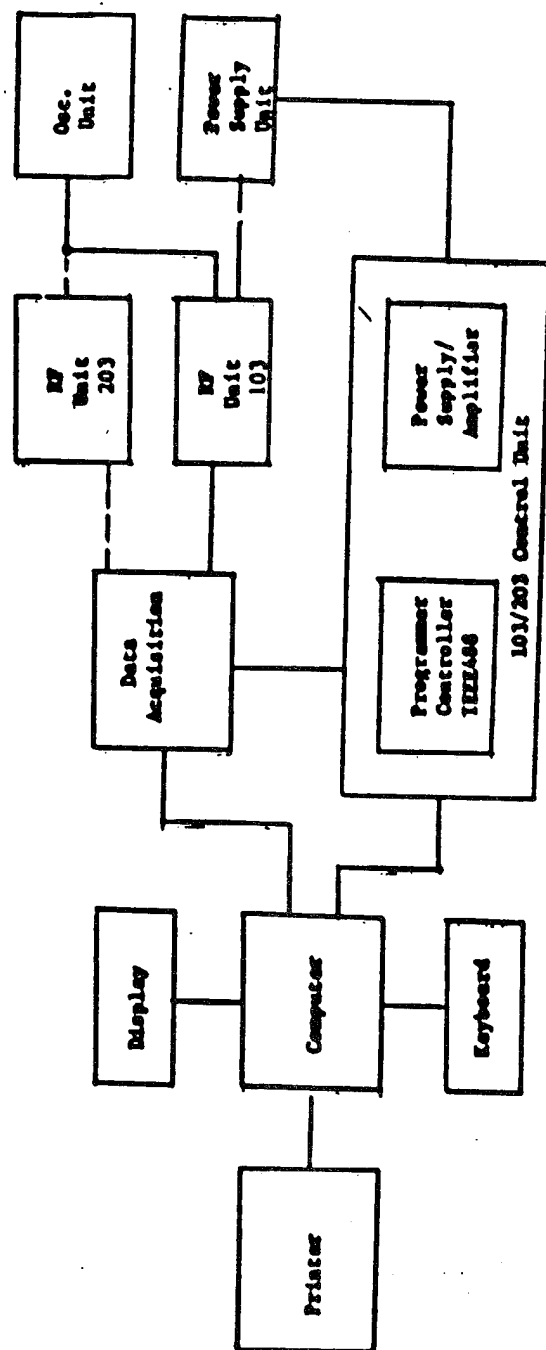 Osc.
Unit
Power
Supply
Unit
RF
Unit
203
RF
Unit
103
Power
Supply/
Amplifier
Data
Acquisition
Programmer
Controller
IEEE488
103/203 Control Unit
Display
Computer
Keyboard
Printer